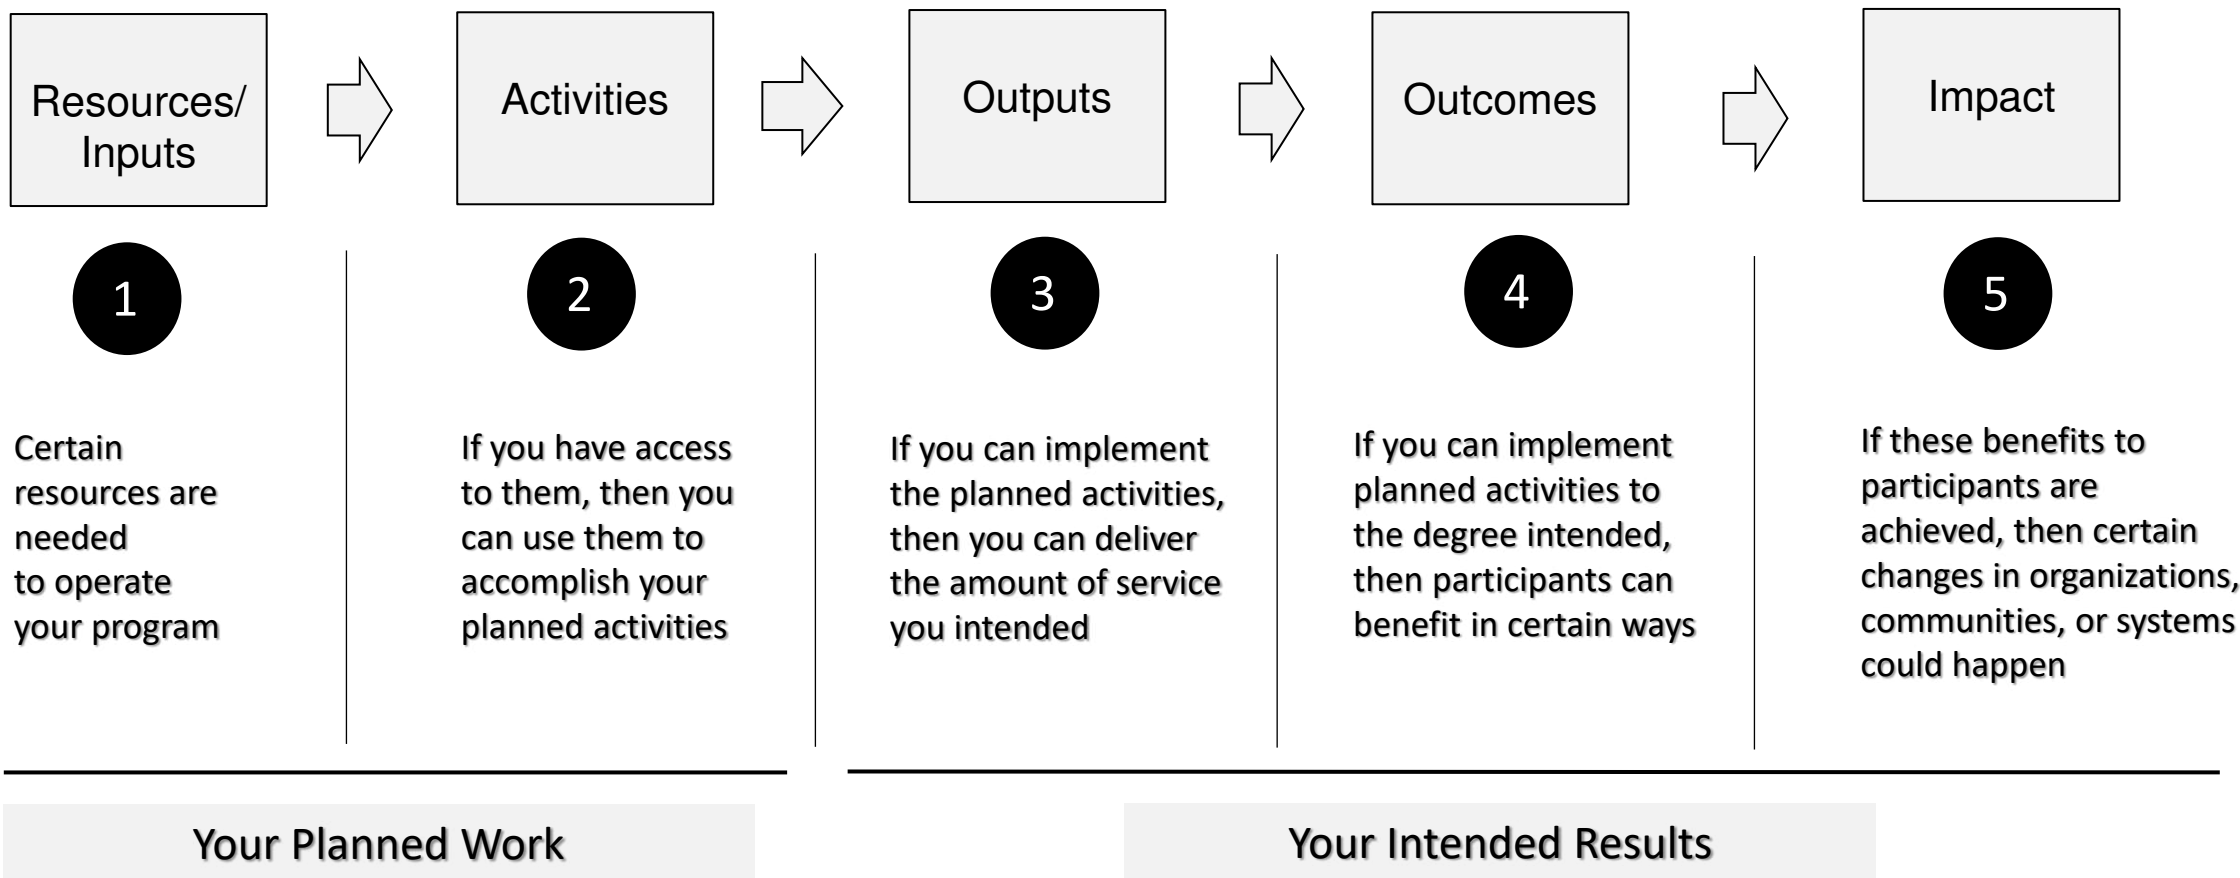 Resources/
Inputs
Activities
Outputs
Outcomes
Impact
1
2
3
4
5
Certain
resources are
needed
to operate
your program
If you have access
to them, then you
can use them to
accomplish your
planned activities
If you can implement
the planned activities,
then you can deliver
the amount of service
you intended
If you can implement
planned activities to
the degree intended,
then participants can
benefit in certain ways
If these benefits to
participants are
achieved, then certain
changes in organizations,
communities, or systems
could happen
Your Planned Work
Your Intended Results